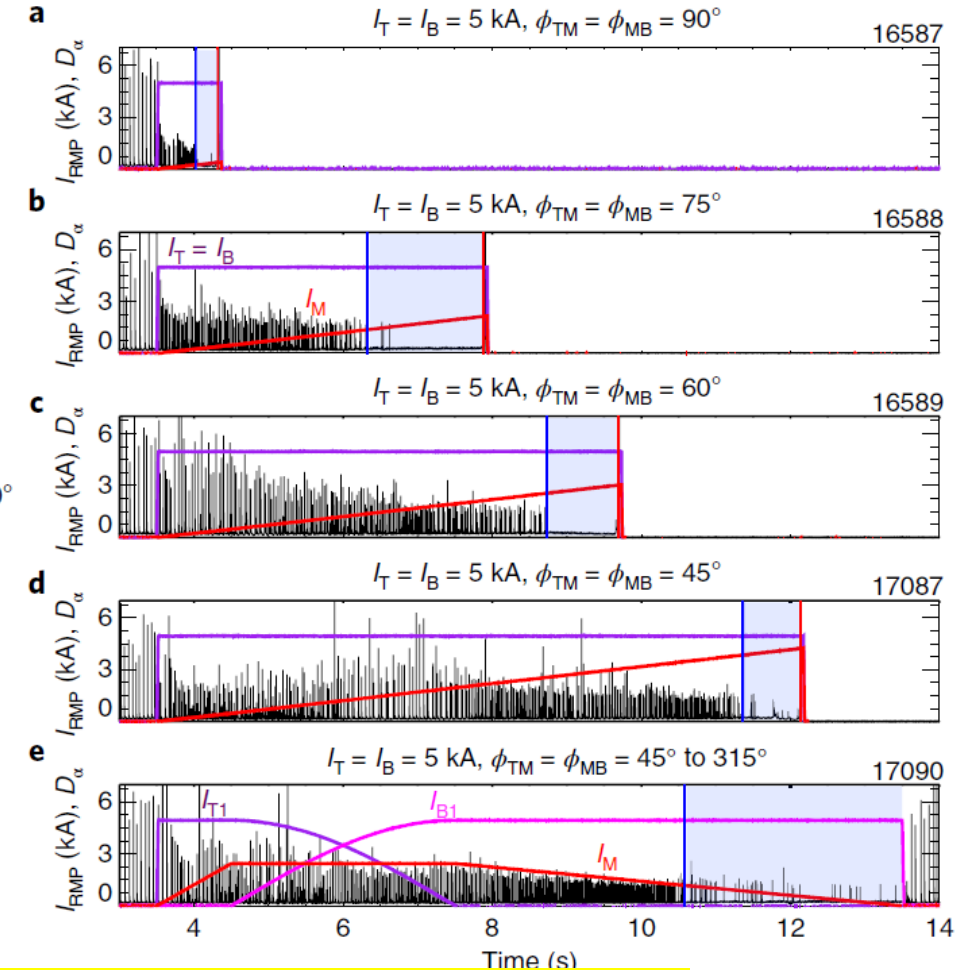 a I_T = I_B = 5 kA, ϕ_TM = ϕ_MB = 90° 16587
I_RMP (kA), D_α
6
3
0
b I_T = I_B = 5 kA, ϕ_TM = ϕ_MB = 75° 16588
I_RMP (kA), D_α
6
3
0
I_T = I_B
I_M
c I_T = I_B = 5 kA, ϕ_TM = ϕ_MB = 60° 16589
I_RMP (kA), D_α
6
3
0
d I_T = I_B = 5 kA, ϕ_TM = ϕ_MB = 45° 17087
I_RMP (kA), D_α
6
3
0
e I_T = I_B = 5 kA, ϕ_TM = ϕ_MB = 45° to 315° 17090
I_RMP (kA), D_α
6
3
0
I_T1
I_B1
I_M
4 6 8 10 12 14
Time (s)